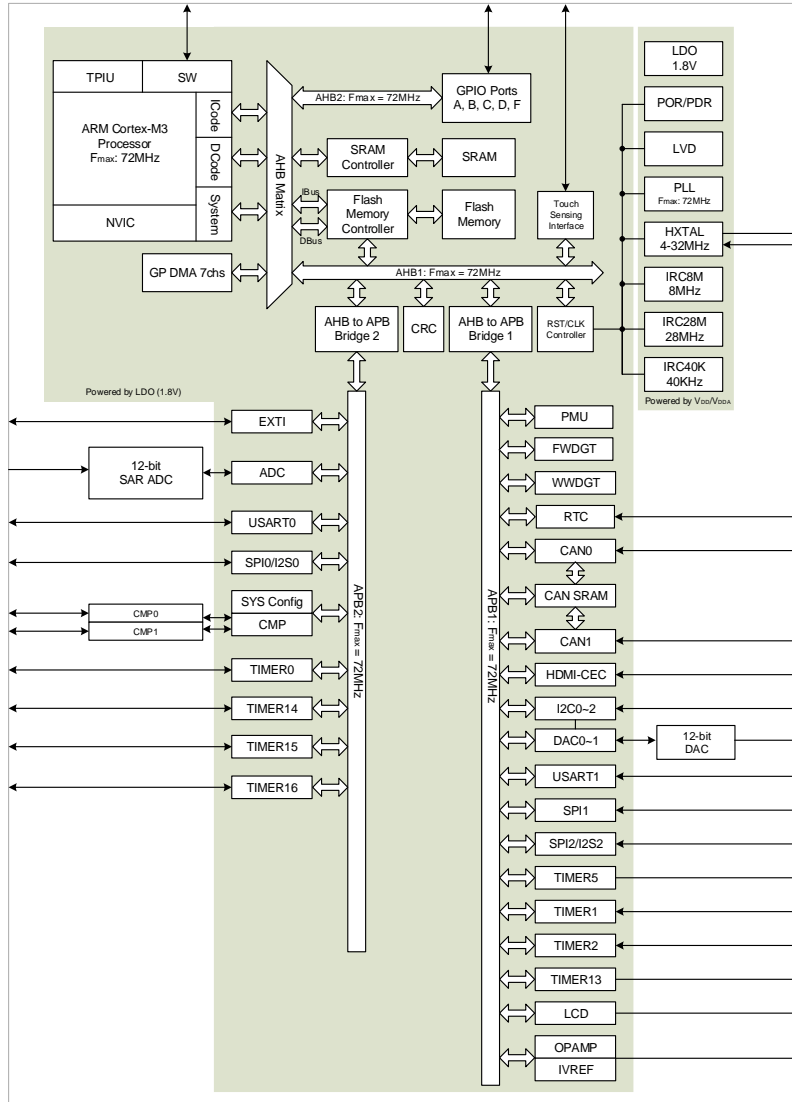 TPIU
SW
ARM Cortex-M3
Processor
Fmax: 72MHz
NVIC
ICode
DCode
System
AHB Matrix
GP DMA 7chs
AHB2: Fmax = 72MHz
GPIO Ports
A, B, C, D, F
SRAM
Controller
SRAM
IBus
DBus
Flash
Memory
Controller
Flash
Memory
Touch
Sensing
Interface
AHB1: Fmax = 72MHz
AHB to APB
Bridge 2
CRC
AHB to APB
Bridge 1
RST/CLK
Controller
LDO
1.8V
POR/PDR
LVD
PLL
Fmax: 72MHz
HXTAL
4-32MHz
IRC8M
8MHz
IRC28M
28MHz
IRC40K
40KHz
Powered by VDD/VDDA
Powered by LDO (1.8V)
EXTI
12-bit
SAR ADC
ADC
USART0
SPI0/I2S0
SYS Config
CMP
CMP0
CMP1
TIMER0
TIMER14
TIMER15
TIMER16
APB2: Fmax = 72MHz
APB1: Fmax = 72MHz
PMU
FWDGT
WWDGT
RTC
CAN0
CAN SRAM
CAN1
HDMI-CEC
I2C0~2
DAC0~1
12-bit
DAC
USART1
SPI1
SPI2/I2S2
TIMER5
TIMER1
TIMER2
TIMER13
LCD
OPAMP
IVREF